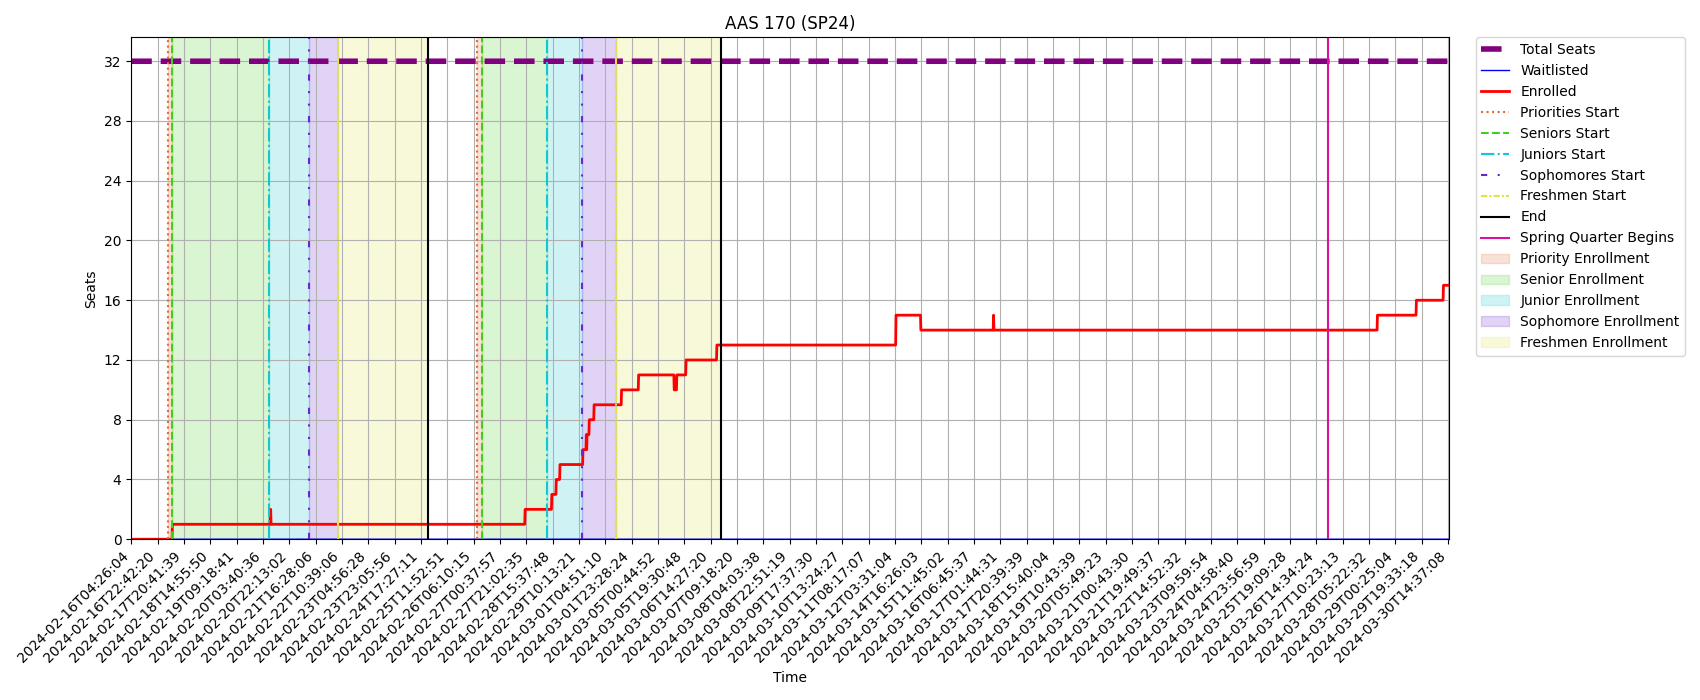 AAS 170 (SP24)
Seats
32
28
24
20
16
12
8
4
0
2024-02-16T04:26:04
2024-02-16T22:42:20
2024-02-17T20:41:39
2024-02-18T14:55:50
2024-02-19T09:18:41
2024-02-20T03:40:36
2024-02-20T22:13:02
2024-02-21T16:28:06
2024-02-22T10:39:06
2024-02-23T04:56:28
2024-02-23T23:05:56
2024-02-24T17:27:11
2024-02-25T11:52:51
2024-02-26T06:10:15
2024-02-27T00:37:57
2024-02-27T21:02:35
2024-02-28T15:37:48
2024-02-29T10:13:21
2024-03-01T04:51:10
2024-03-01T23:28:24
2024-03-05T00:44:52
2024-03-05T19:30:48
2024-03-06T14:27:20
2024-03-07T09:18:20
2024-03-08T04:03:38
2024-03-08T22:51:19
2024-03-09T17:37:30
2024-03-10T13:24:27
2024-03-11T08:17:07
2024-03-12T03:31:04
2024-03-14T16:26:03
2024-03-15T11:45:02
2024-03-16T06:45:37
2024-03-17T01:44:31
2024-03-17T20:39:39
2024-03-18T15:40:04
2024-03-19T10:43:39
2024-03-20T05:49:23
2024-03-21T00:43:30
2024-03-21T19:49:37
2024-03-22T14:52:32
2024-03-23T09:59:54
2024-03-24T04:58:40
2024-03-24T23:56:59
2024-03-25T19:09:28
2024-03-26T14:34:24
2024-03-27T10:23:13
2024-03-28T05:22:32
2024-03-29T00:25:04
2024-03-29T19:33:18
2024-03-30T14:37:08
Time
Total Seats
Waitlisted
Enrolled
Priorities Start
Seniors Start
Juniors Start
Sophomores Start
Freshmen Start
End
Spring Quarter Begins
Priority Enrollment
Senior Enrollment
Junior Enrollment
Sophomore Enrollment
Freshmen Enrollment